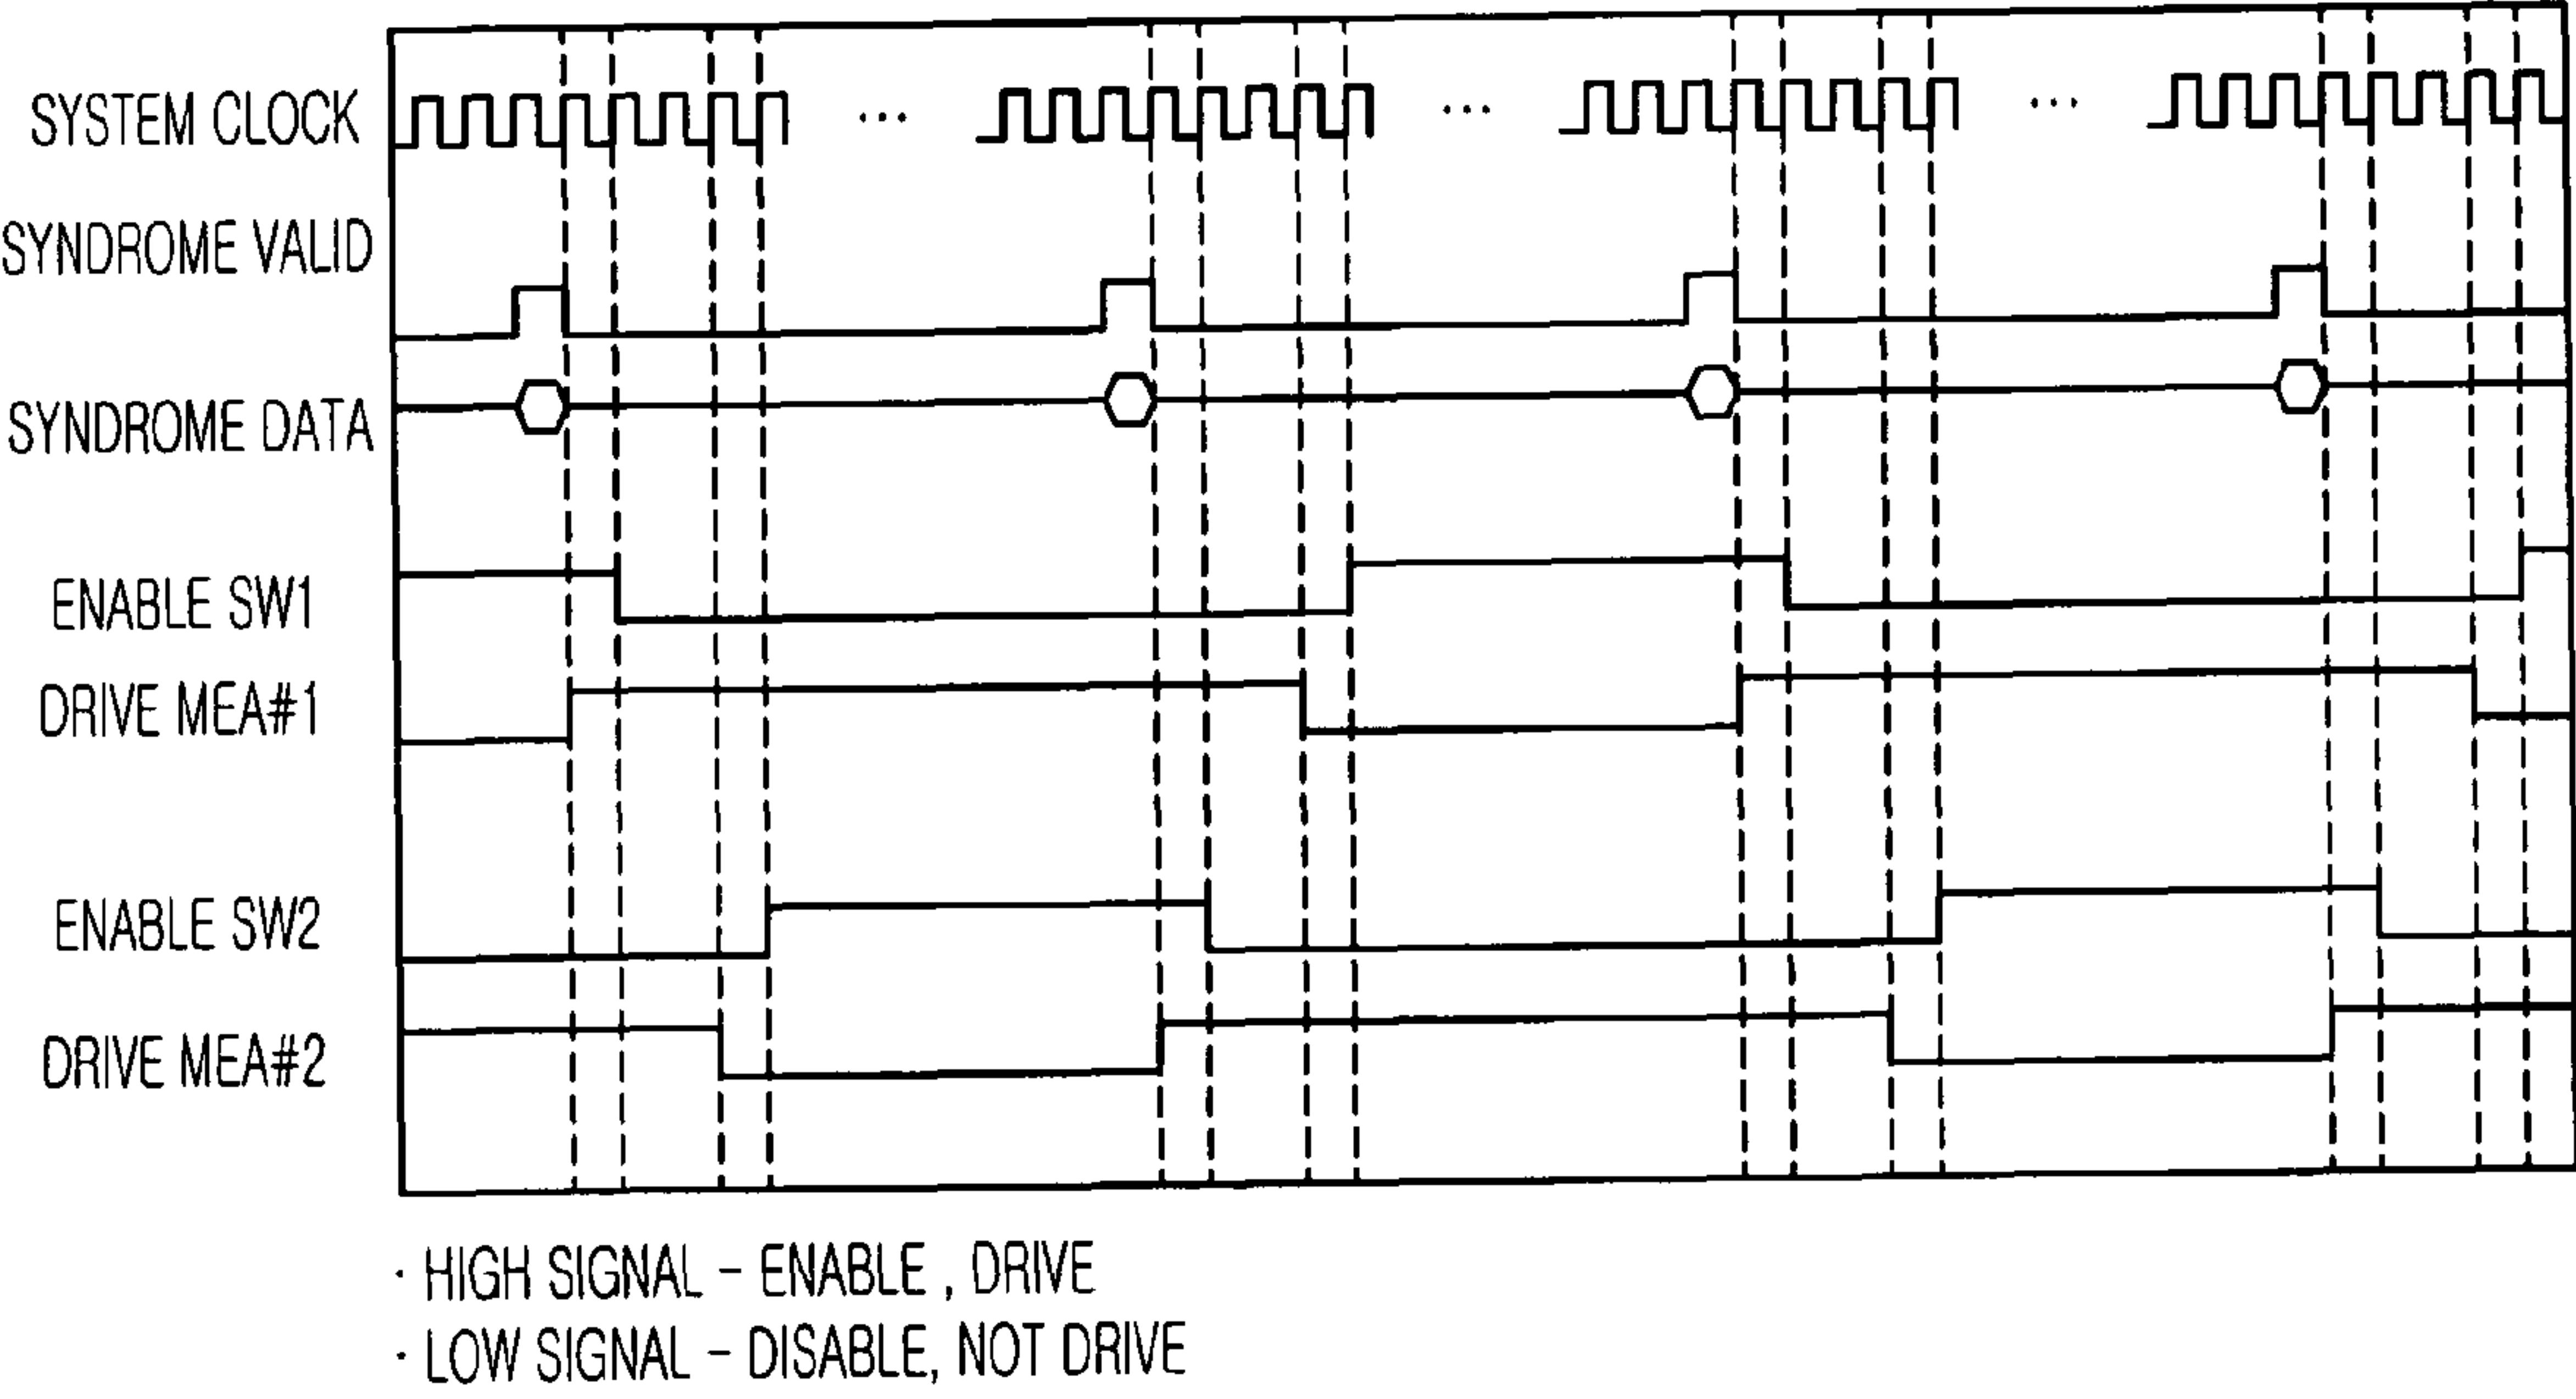 SYSTEM CLOCK
... ... ...
SYNDROME VALID
SYNDROME DATA
ENABLE SW1
DRIVE MEA#1
ENABLE SW2
DRIVE MEA#2
· HIGH SIGNAL – ENABLE , DRIVE
· LOW SIGNAL – DISABLE, NOT DRIVE